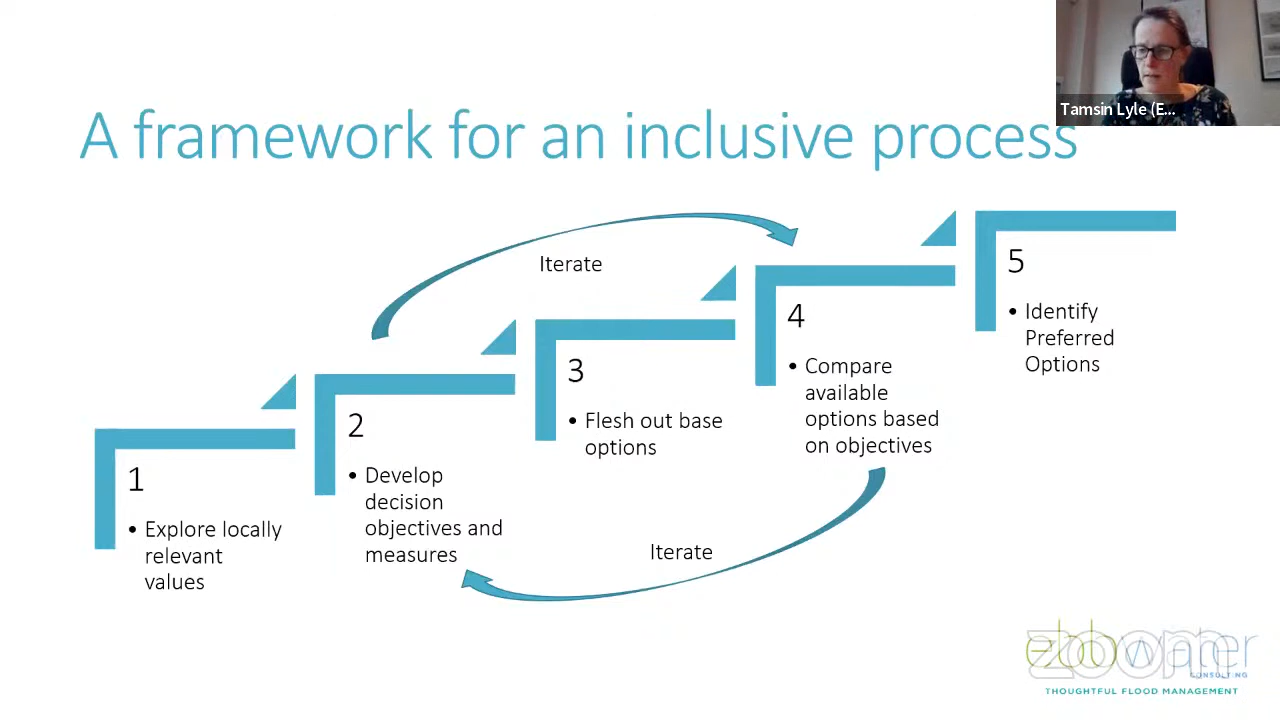 Tamsin Lyle (E...
A framework for an inclusive process
Iterate
1
• Explore locally
relevant
values
2
• Develop
decision
objectives and
measures
3
• Flesh out base
options
4
• Compare
available
options based
on objectives
5
• Identify
Preferred
Options
Iterate
ebbwater
zoom
CONSULTING
THOUGHTFUL FLOOD MANAGEMENT